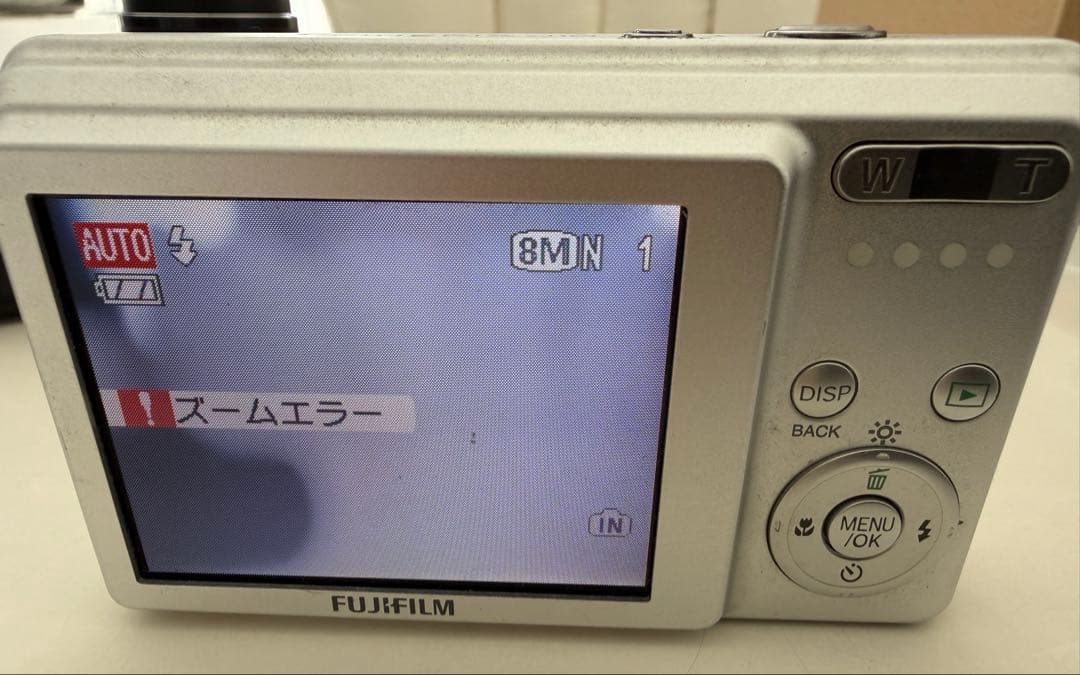 W T
AUTO 8M N 1
!ズームエラー
DISP
BACK
MENU
/OK
IN
FUJIFILM